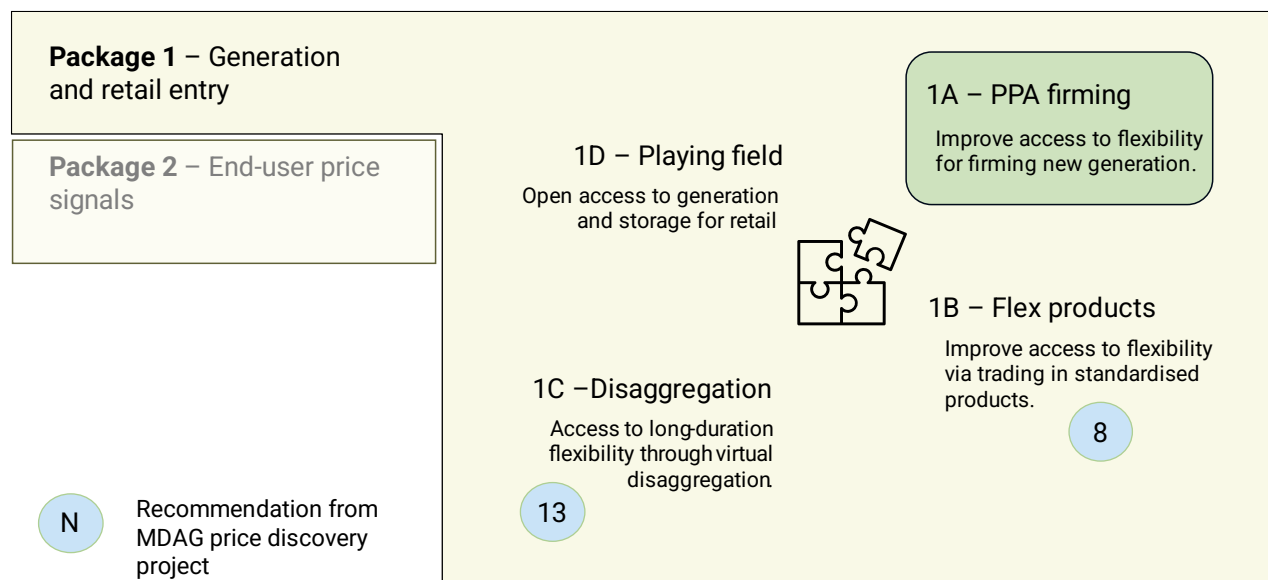 Package 1 – Generation
and retail entry
Package 2 – End-user price
signals
1A – PPA firming
Improve access to flexibility
for firming new generation.
1D – Playing field
Open access to generation
and storage for retail
1B – Flex products
Improve access to flexibility
via trading in standardised
products.
8
1C –Disaggregation
Access to long-duration
flexibility through virtual
disaggregation
13
N
Recommendation from
MDAG price discovery
project